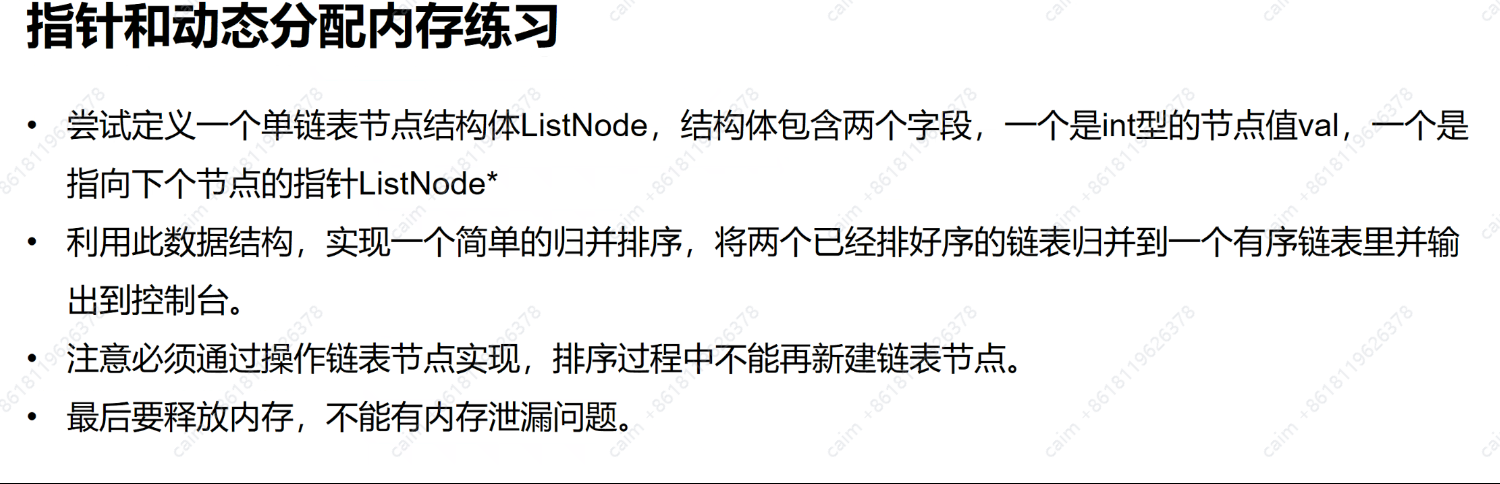 指针和动态分配内存练习
• 尝试定义一个单链表节点结构体ListNode，结构体包含两个字段，一个是int型的节点值val，一个是
指向下个节点的指针ListNode*
• 利用此数据结构，实现一个简单的归并排序，将两个已经排好序的链表归并到一个有序链表里并输
出到控制台。
• 注意必须通过操作链表节点实现，排序过程中不能再新建链表节点。
• 最后要释放内存，不能有内存泄漏问题。
caim +8618119626378